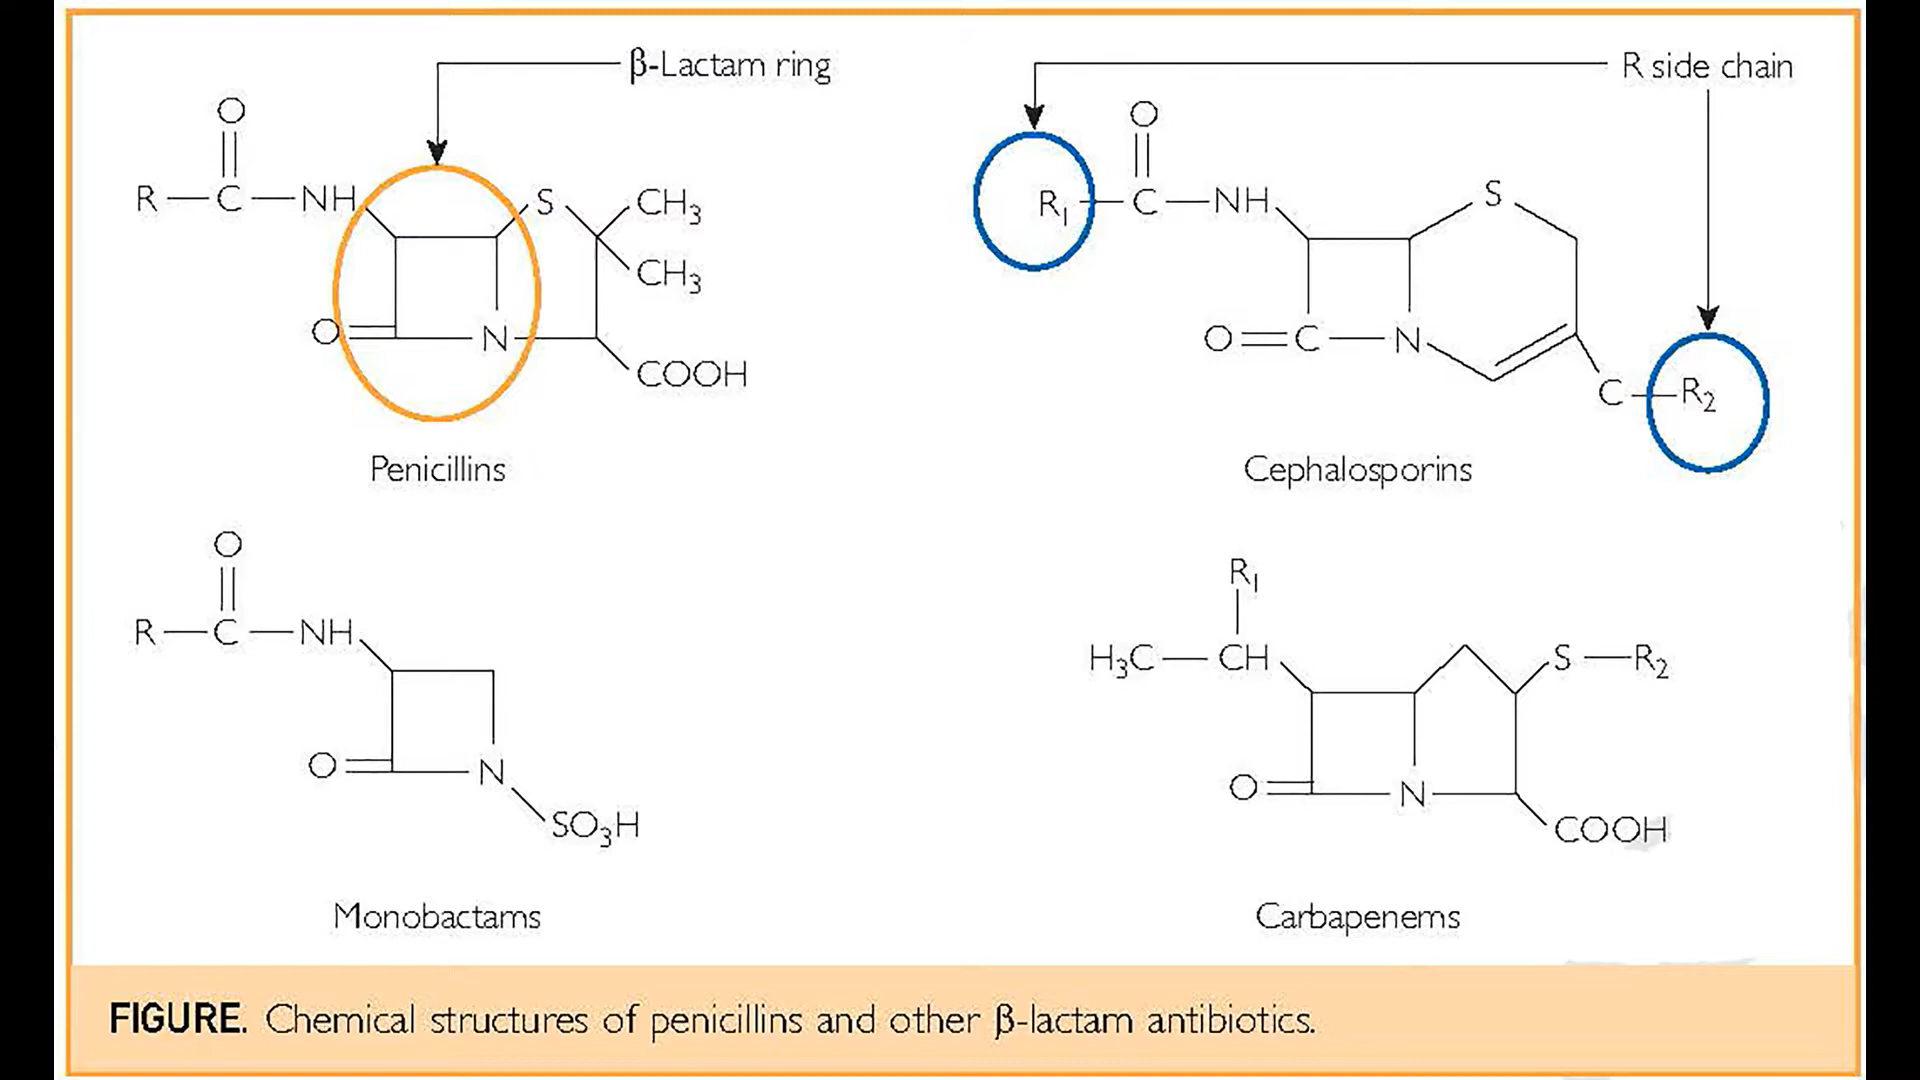 β-Lactam ring
R side chain
O
R C NH S CH₃
CH₃
O N
COOH
Penicillins
O
R₁ C NH S
O C N
C R₂
Cephalosporins
O
R C NH
O N
SO₃H
Monobactams
R₁
H₃C CH S R₂
O N
COOH
Carbapenems
FIGURE. Chemical structures of penicillins and other β-lactam antibiotics.